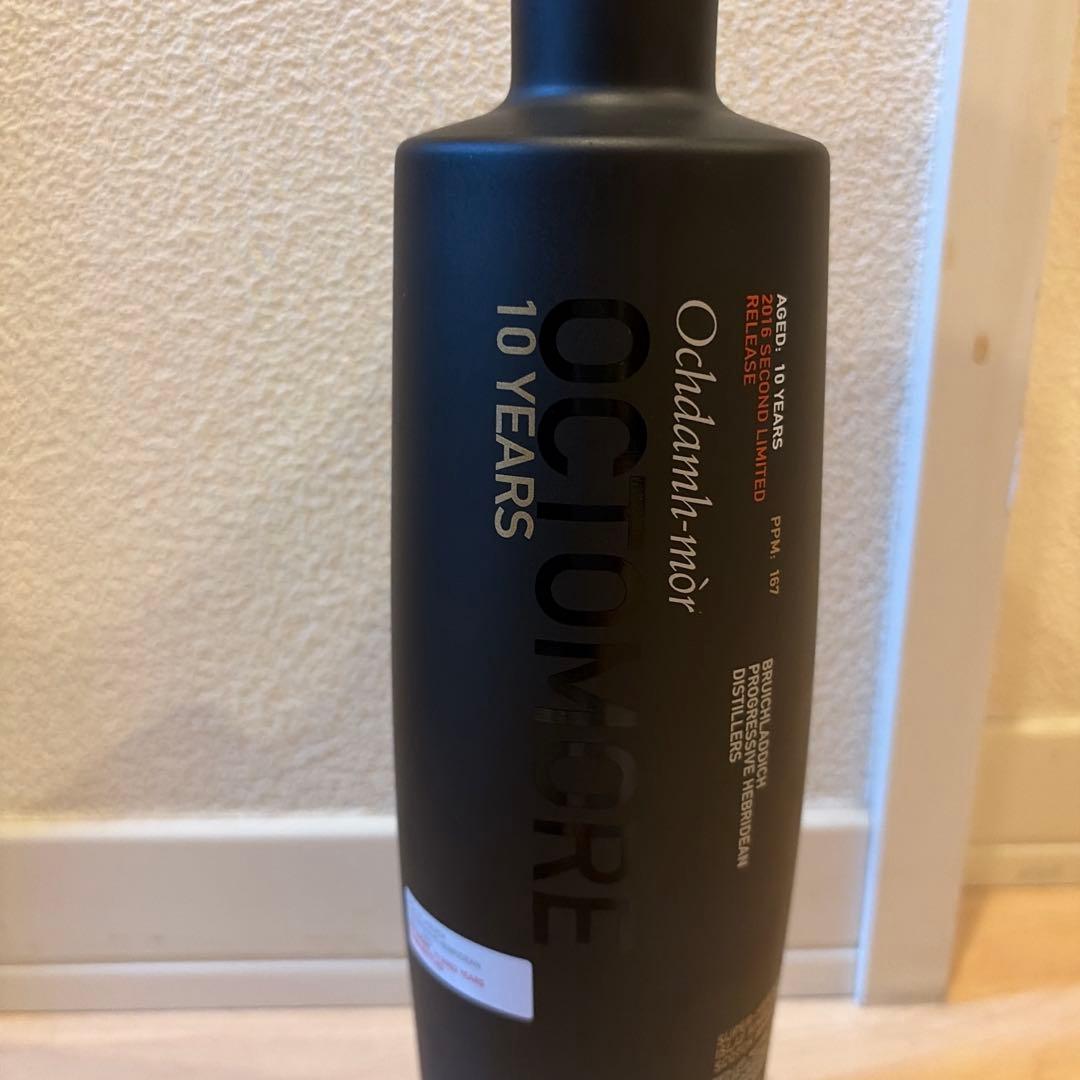 AGED: 10 YEARS
2016 SECOND LIMITED
RELEASE
PPM: 167
BRUICHLADDICH
PROGRESSIVE HEBRIDEAN
DISTILLERS
Ochdamh-mòr
OCTOMORE
10 YEARS